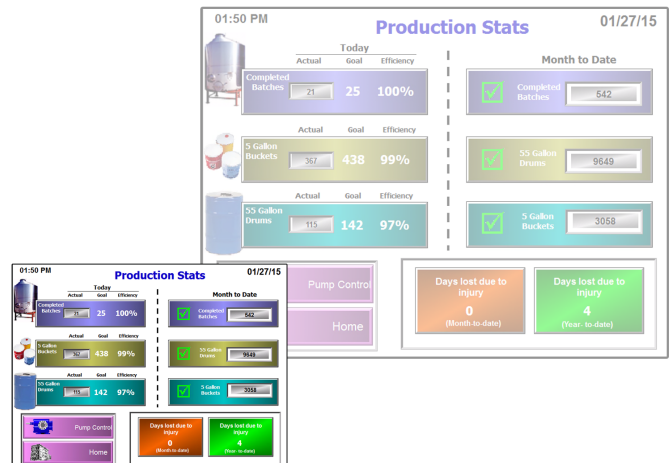 01:50 PM
Production Stats
01/27/15
Today
Month to Date
Actual Goal Efficiency
Completed
Batches
21 25 100%
Completed
Batches
542
Actual Goal Efficiency
5 Gallon
Buckets
367 438 99%
55 Gallon
Drums
9649
Actual Goal Efficiency
55 Gallon
Drums
115 142 97%
5 Gallon
Buckets
3058
Pump Control
Home
Days lost due to
injury
0
(Month-to-date)
Days lost due to
injury
4
(Year- to-date)
01:50 PM
Production Stats
01/27/15
Today
Month to Date
Actual Goal Efficiency
Completed
Batches
21 25 100%
Completed
Batches
542
Actual Goal Efficiency
5 Gallon
Buckets
367 438 99%
55 Gallon
Drums
9649
Actual Goal Efficiency
55 Gallon
Drums
115 142 97%
5 Gallon
Buckets
3058
Pump Control
Home
Days lost due to
injury
0
(Month-to-date)
Days lost due to
injury
4
(Year- to-date)